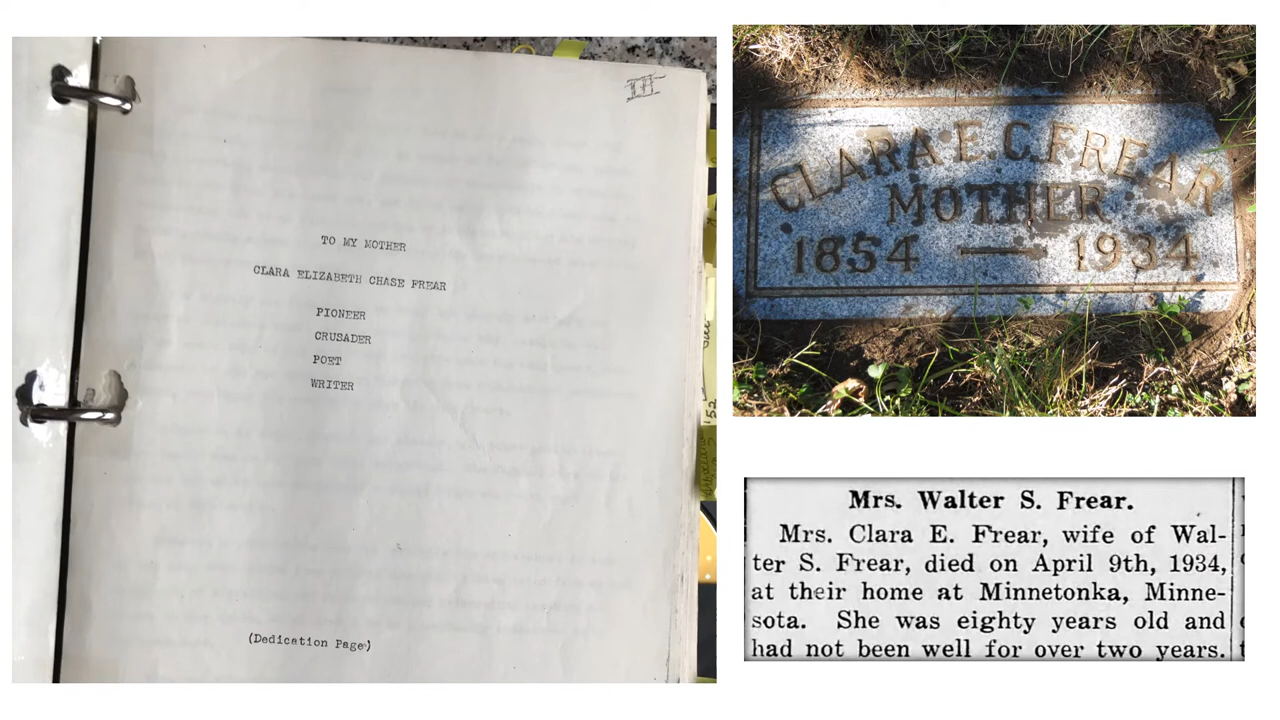 III
TO MY MOTHER
CLARA ELIZABETH CHASE FREAR
PIONEER
CRUSADER
POET
WRITER
(Dedication Page)
'52
CLARA E. C. FREAR
MOTHER
1854 — 1934
Mrs. Walter S. Frear.
Mrs. Clara E. Frear, wife of Wal-
ter S. Frear, died on April 9th, 1934,
at their home at Minnetonka, Minne-
sota. She was eighty years old and
had not been well for over two years.